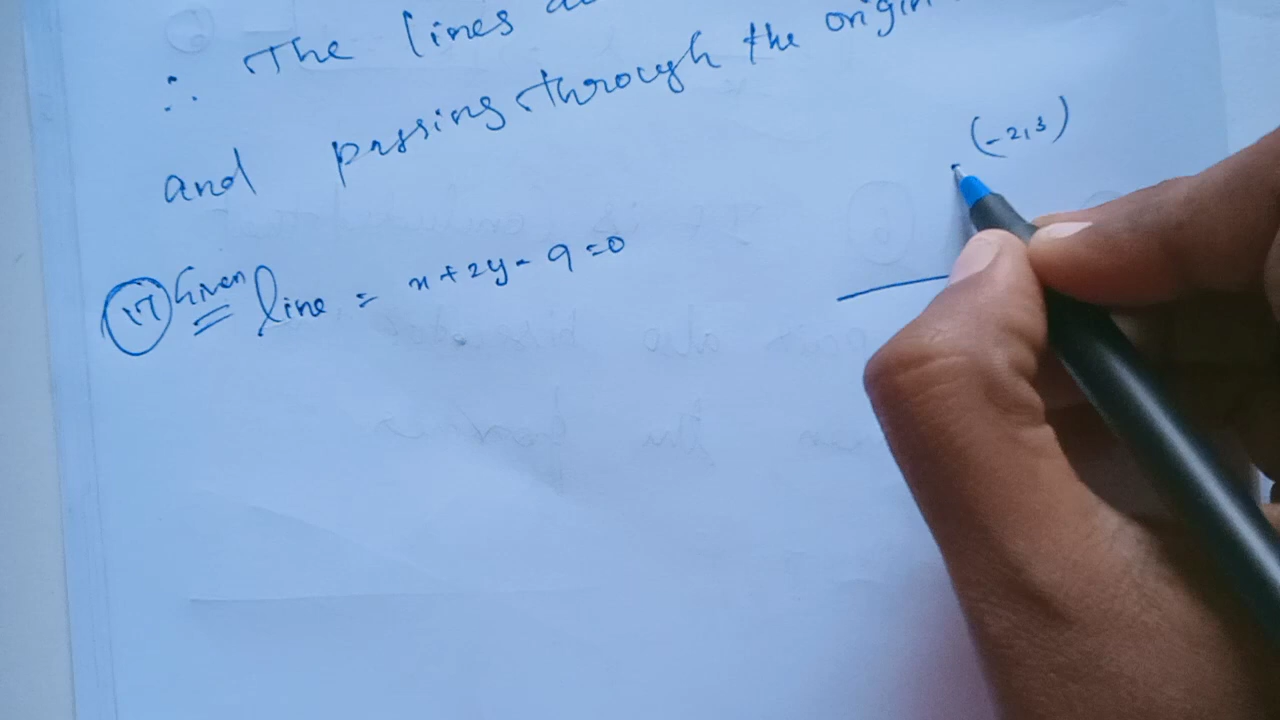 ∴ The lines
and passing through the origin
(-2,3)
17 Given line = x+2y-9=0